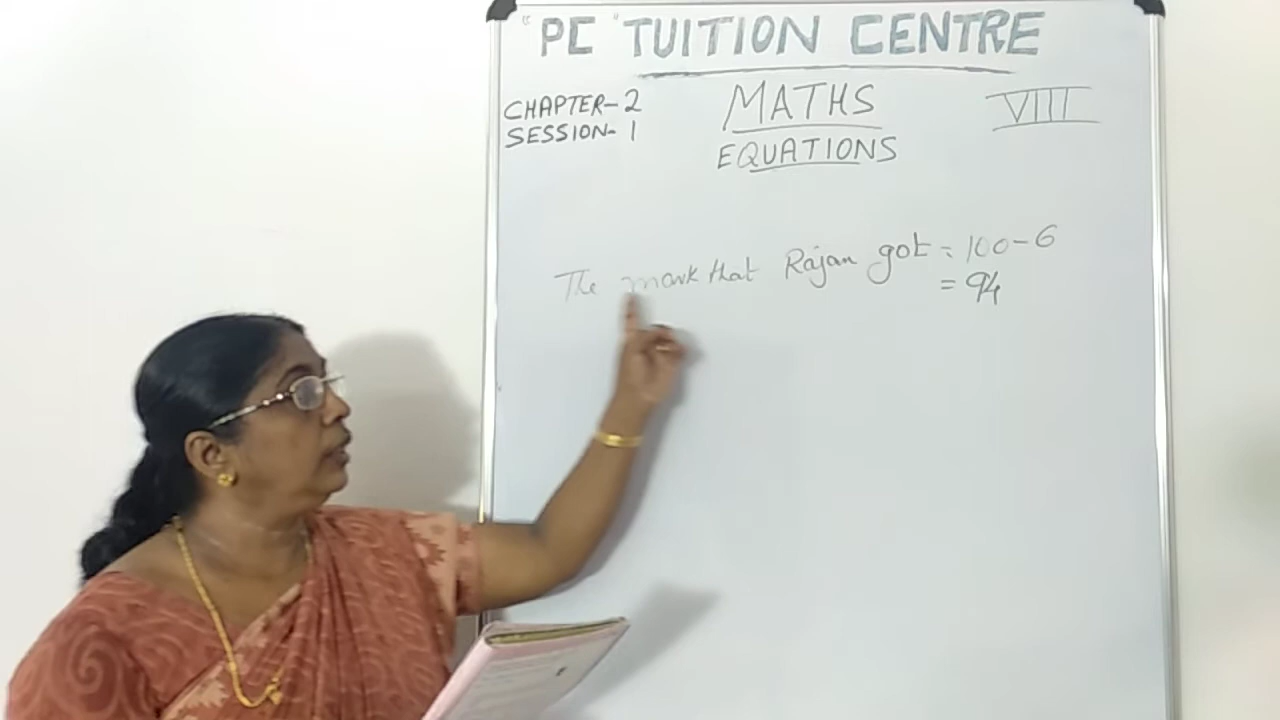 "PC" TUITION CENTRE
CHAPTER-2
SESSION-1
MATHS
EQUATIONS
VIII
The mark that Rajan got = 100-6
= 94